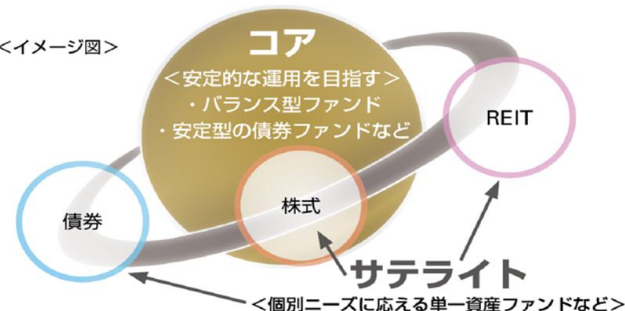 <イメージ図>
コア
<安定的な運用を目指す>
・バランス型ファンド
・安定型の債券ファンドなど
REIT
株式
債券
サテライト
<個別ニーズに応える単一資産ファンドなど>